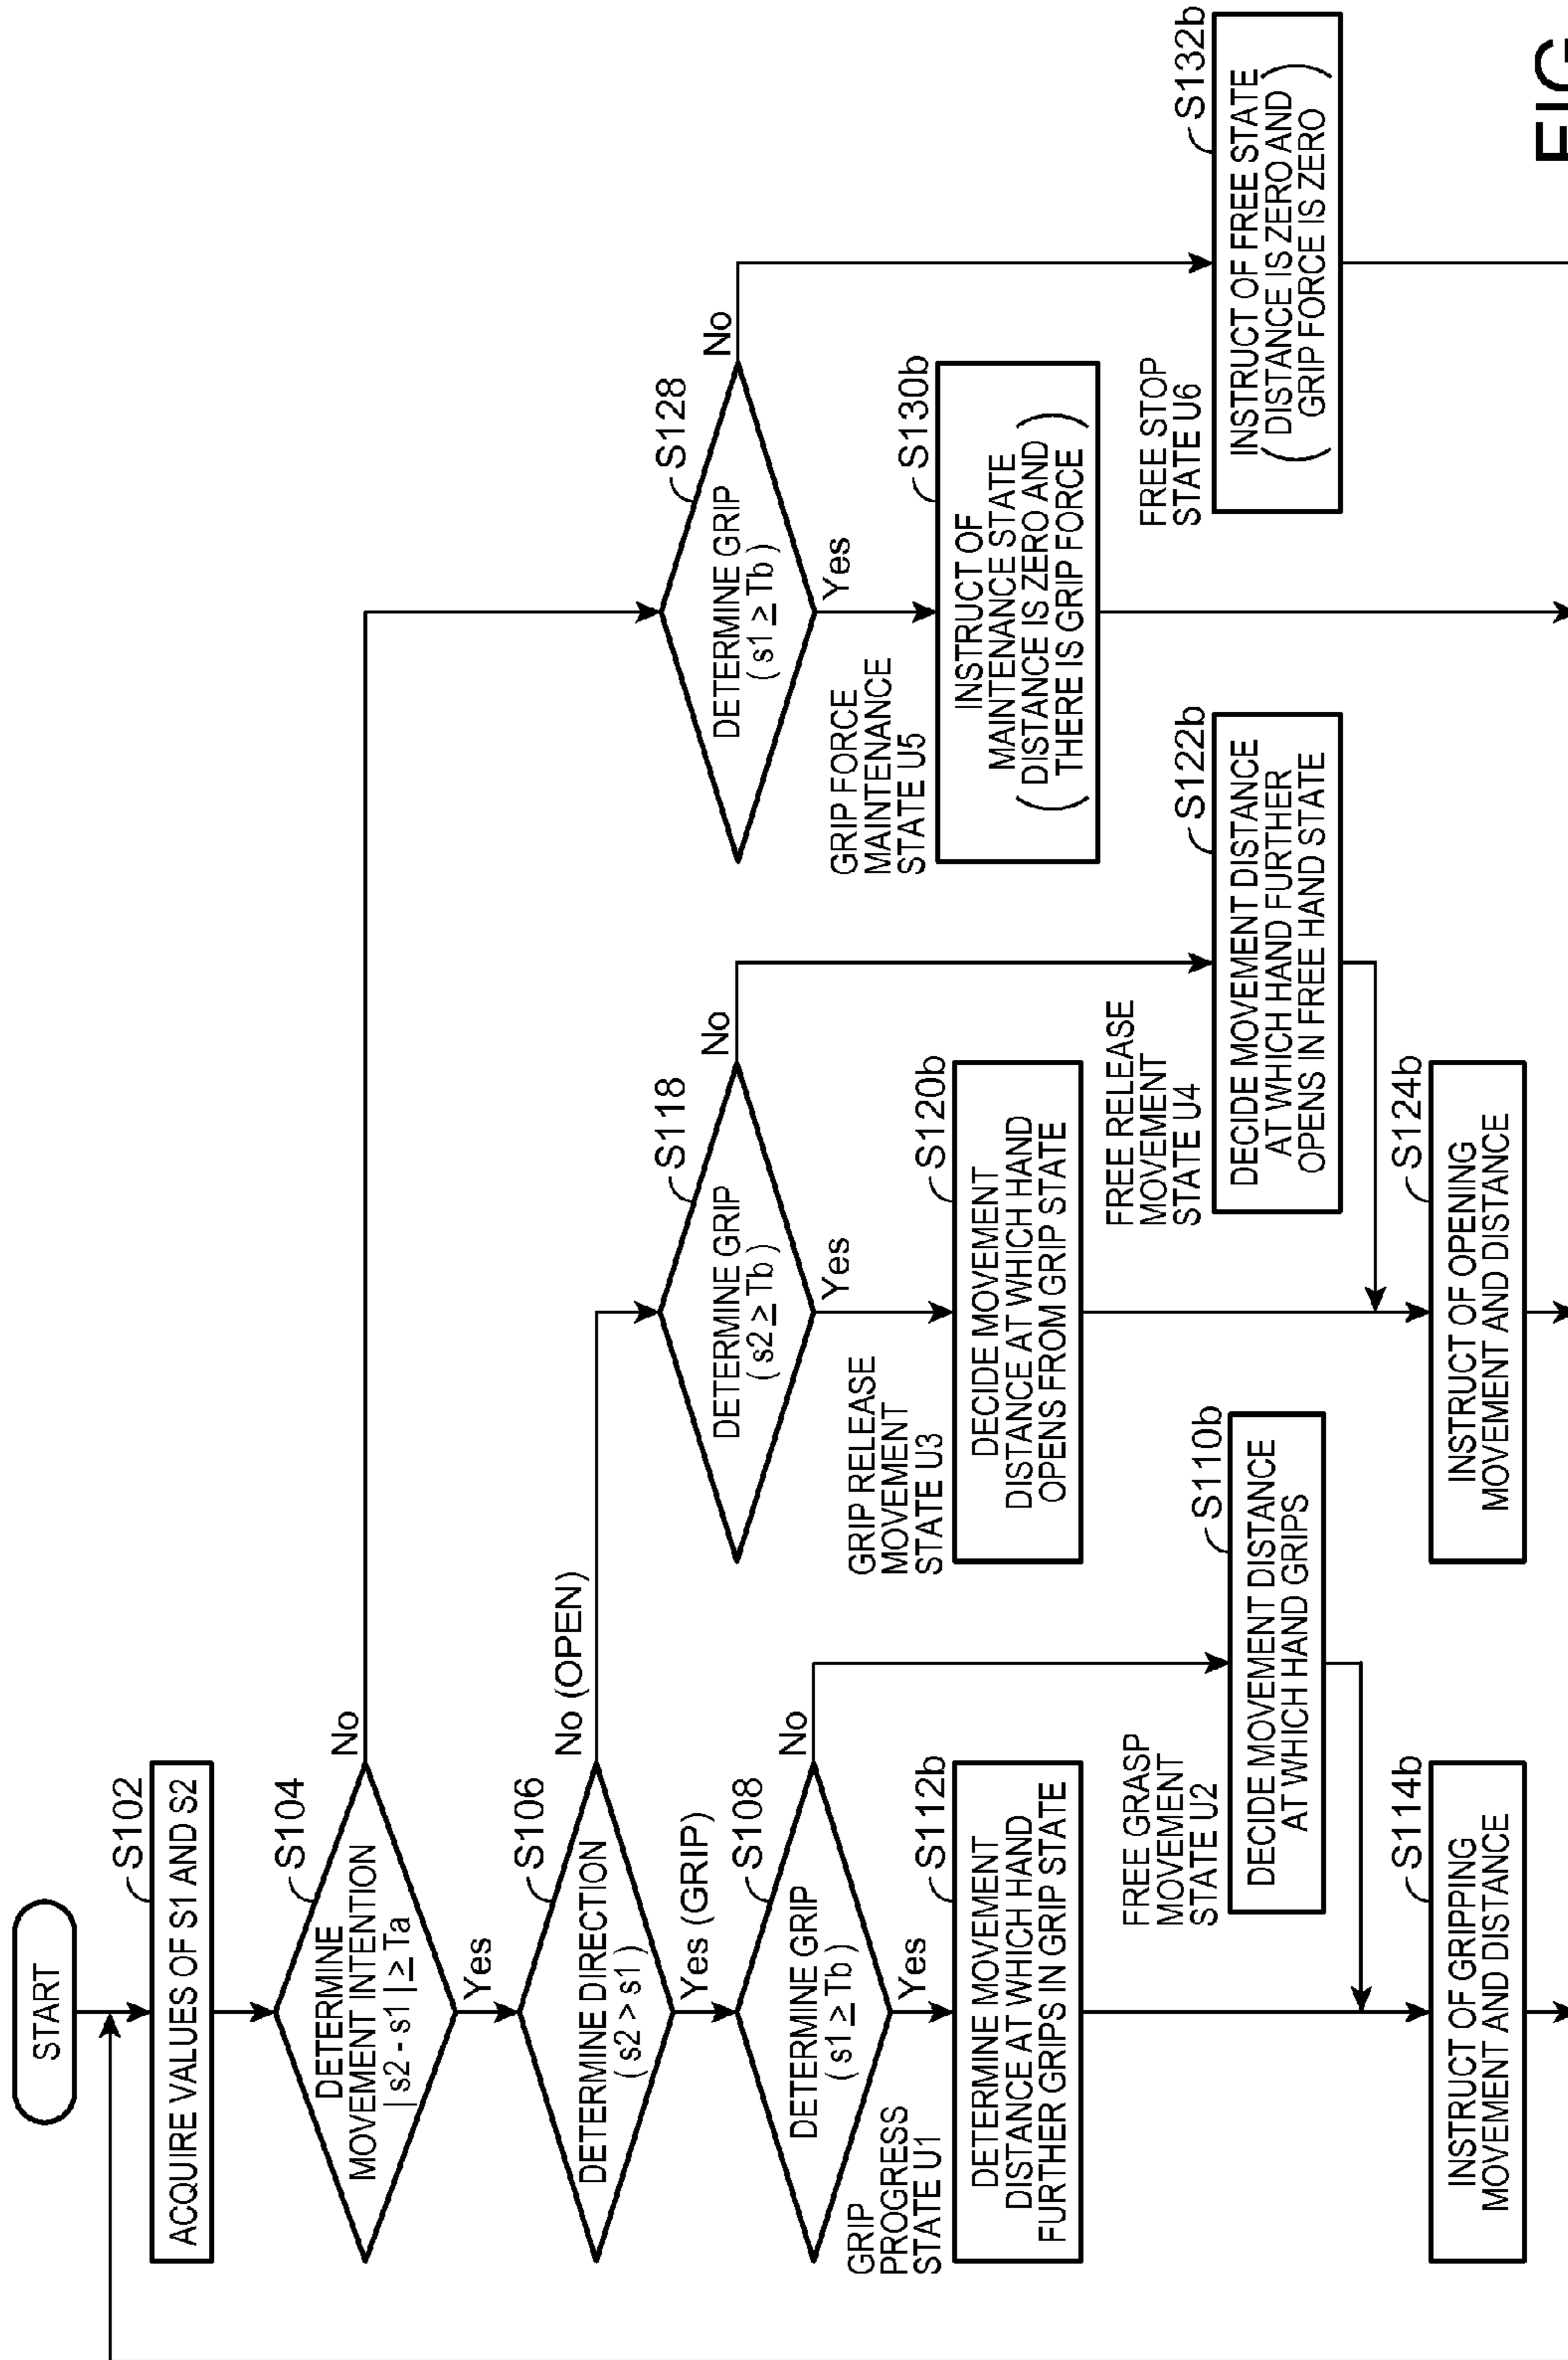 START
S102
ACQUIRE VALUES OF S1 AND S2
S104
DETERMINE
MOVEMENT INTENTION
| s2 - s1 | ≥ Ta
No
Yes
S106
DETERMINE DIRECTION
( s2 > s1 )
No (OPEN)
Yes (GRIP)
S108
DETERMINE GRIP
( s1 ≥ Tb )
No
Yes
GRIP
PROGRESS
STATE U1
S112b
DETERMINE MOVEMENT
DISTANCE AT WHICH HAND
FURTHER GRIPS IN GRIP STATE
FREE GRASP
MOVEMENT
STATE U2
S110b
DECIDE MOVEMENT DISTANCE
AT WHICH HAND GRIPS
S114b
INSTRUCT OF GRIPPING
MOVEMENT AND DISTANCE
S118
DETERMINE GRIP
( s2 ≥ Tb )
No
Yes
GRIP RELEASE
MOVEMENT
STATE U3
S120b
DECIDE MOVEMENT
DISTANCE AT WHICH HAND
OPENS FROM GRIP STATE
FREE RELEASE
MOVEMENT
STATE U4
S122b
DECIDE MOVEMENT DISTANCE
AT WHICH HAND FURTHER
OPENS IN FREE HAND STATE
S124b
INSTRUCT OF OPENING
MOVEMENT AND DISTANCE
S128
DETERMINE GRIP
( s1 ≥ Tb )
No
Yes
GRIP FORCE
MAINTENANCE
STATE U5
S130b
INSTRUCT OF
MAINTENANCE STATE
( DISTANCE IS ZERO AND
THERE IS GRIP FORCE )
FREE STOP
STATE U6
S132b
INSTRUCT OF FREE STATE
( DISTANCE IS ZERO AND
GRIP FORCE IS ZERO )